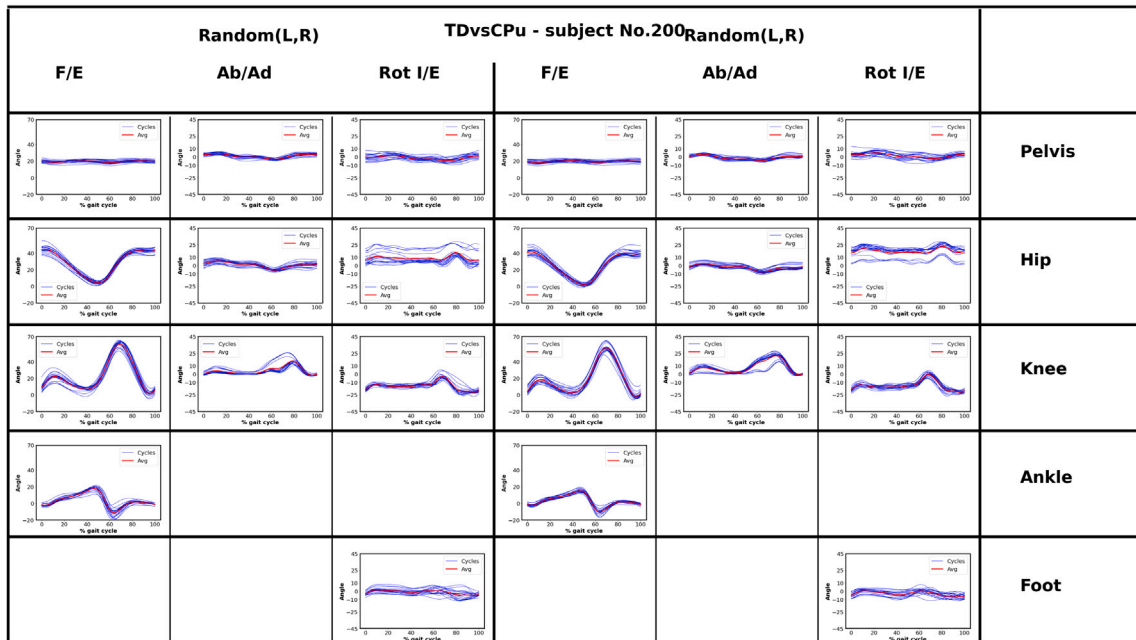 TDvsCPu - subject No.200
Random(L,R) Random(L,R)
F/E Ab/Ad Rot I/E F/E Ab/Ad Rot I/E
Pelvis
Hip
Knee
Ankle
Foot
Cycles
Avg
Angle
% gait cycle